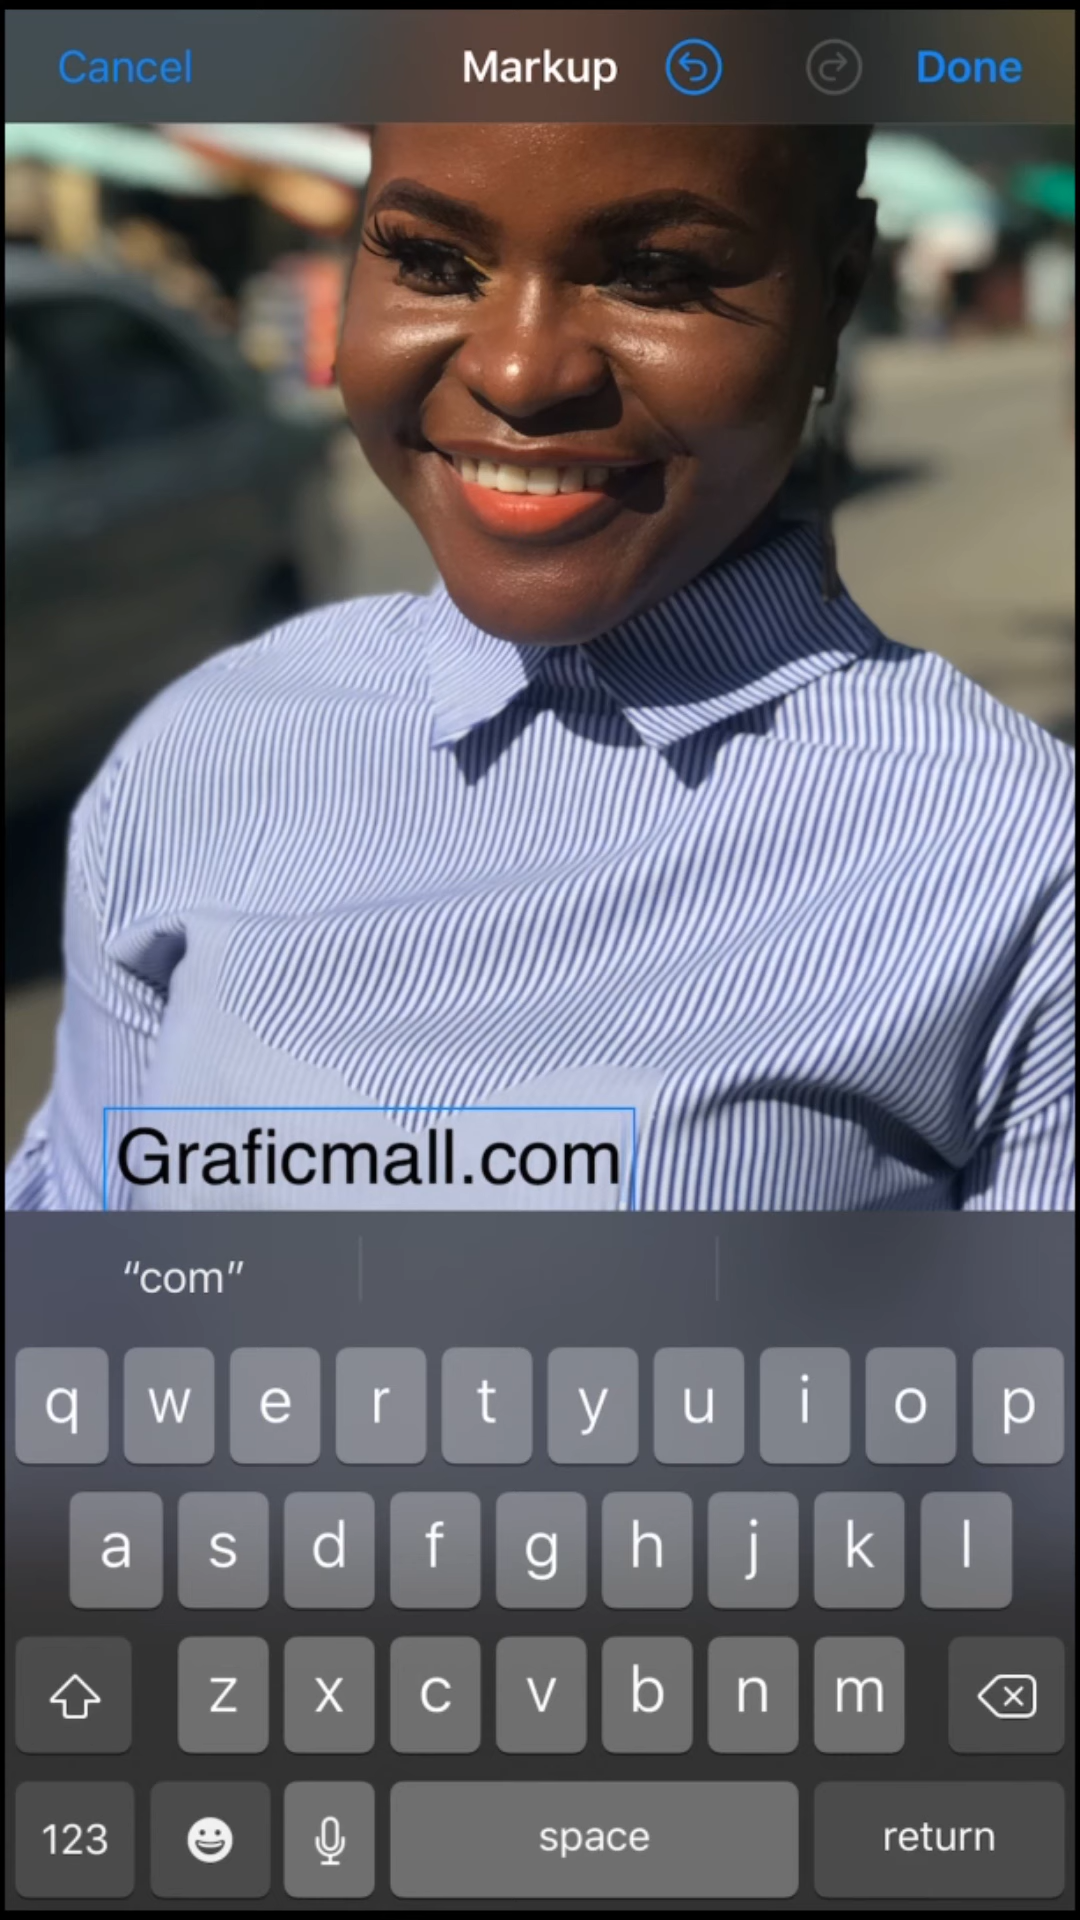 Cancel Markup Done
Graficmall.com
“com”
q w e r t y u i o p
a s d f g h j k l
z x c v b n m
123 space return